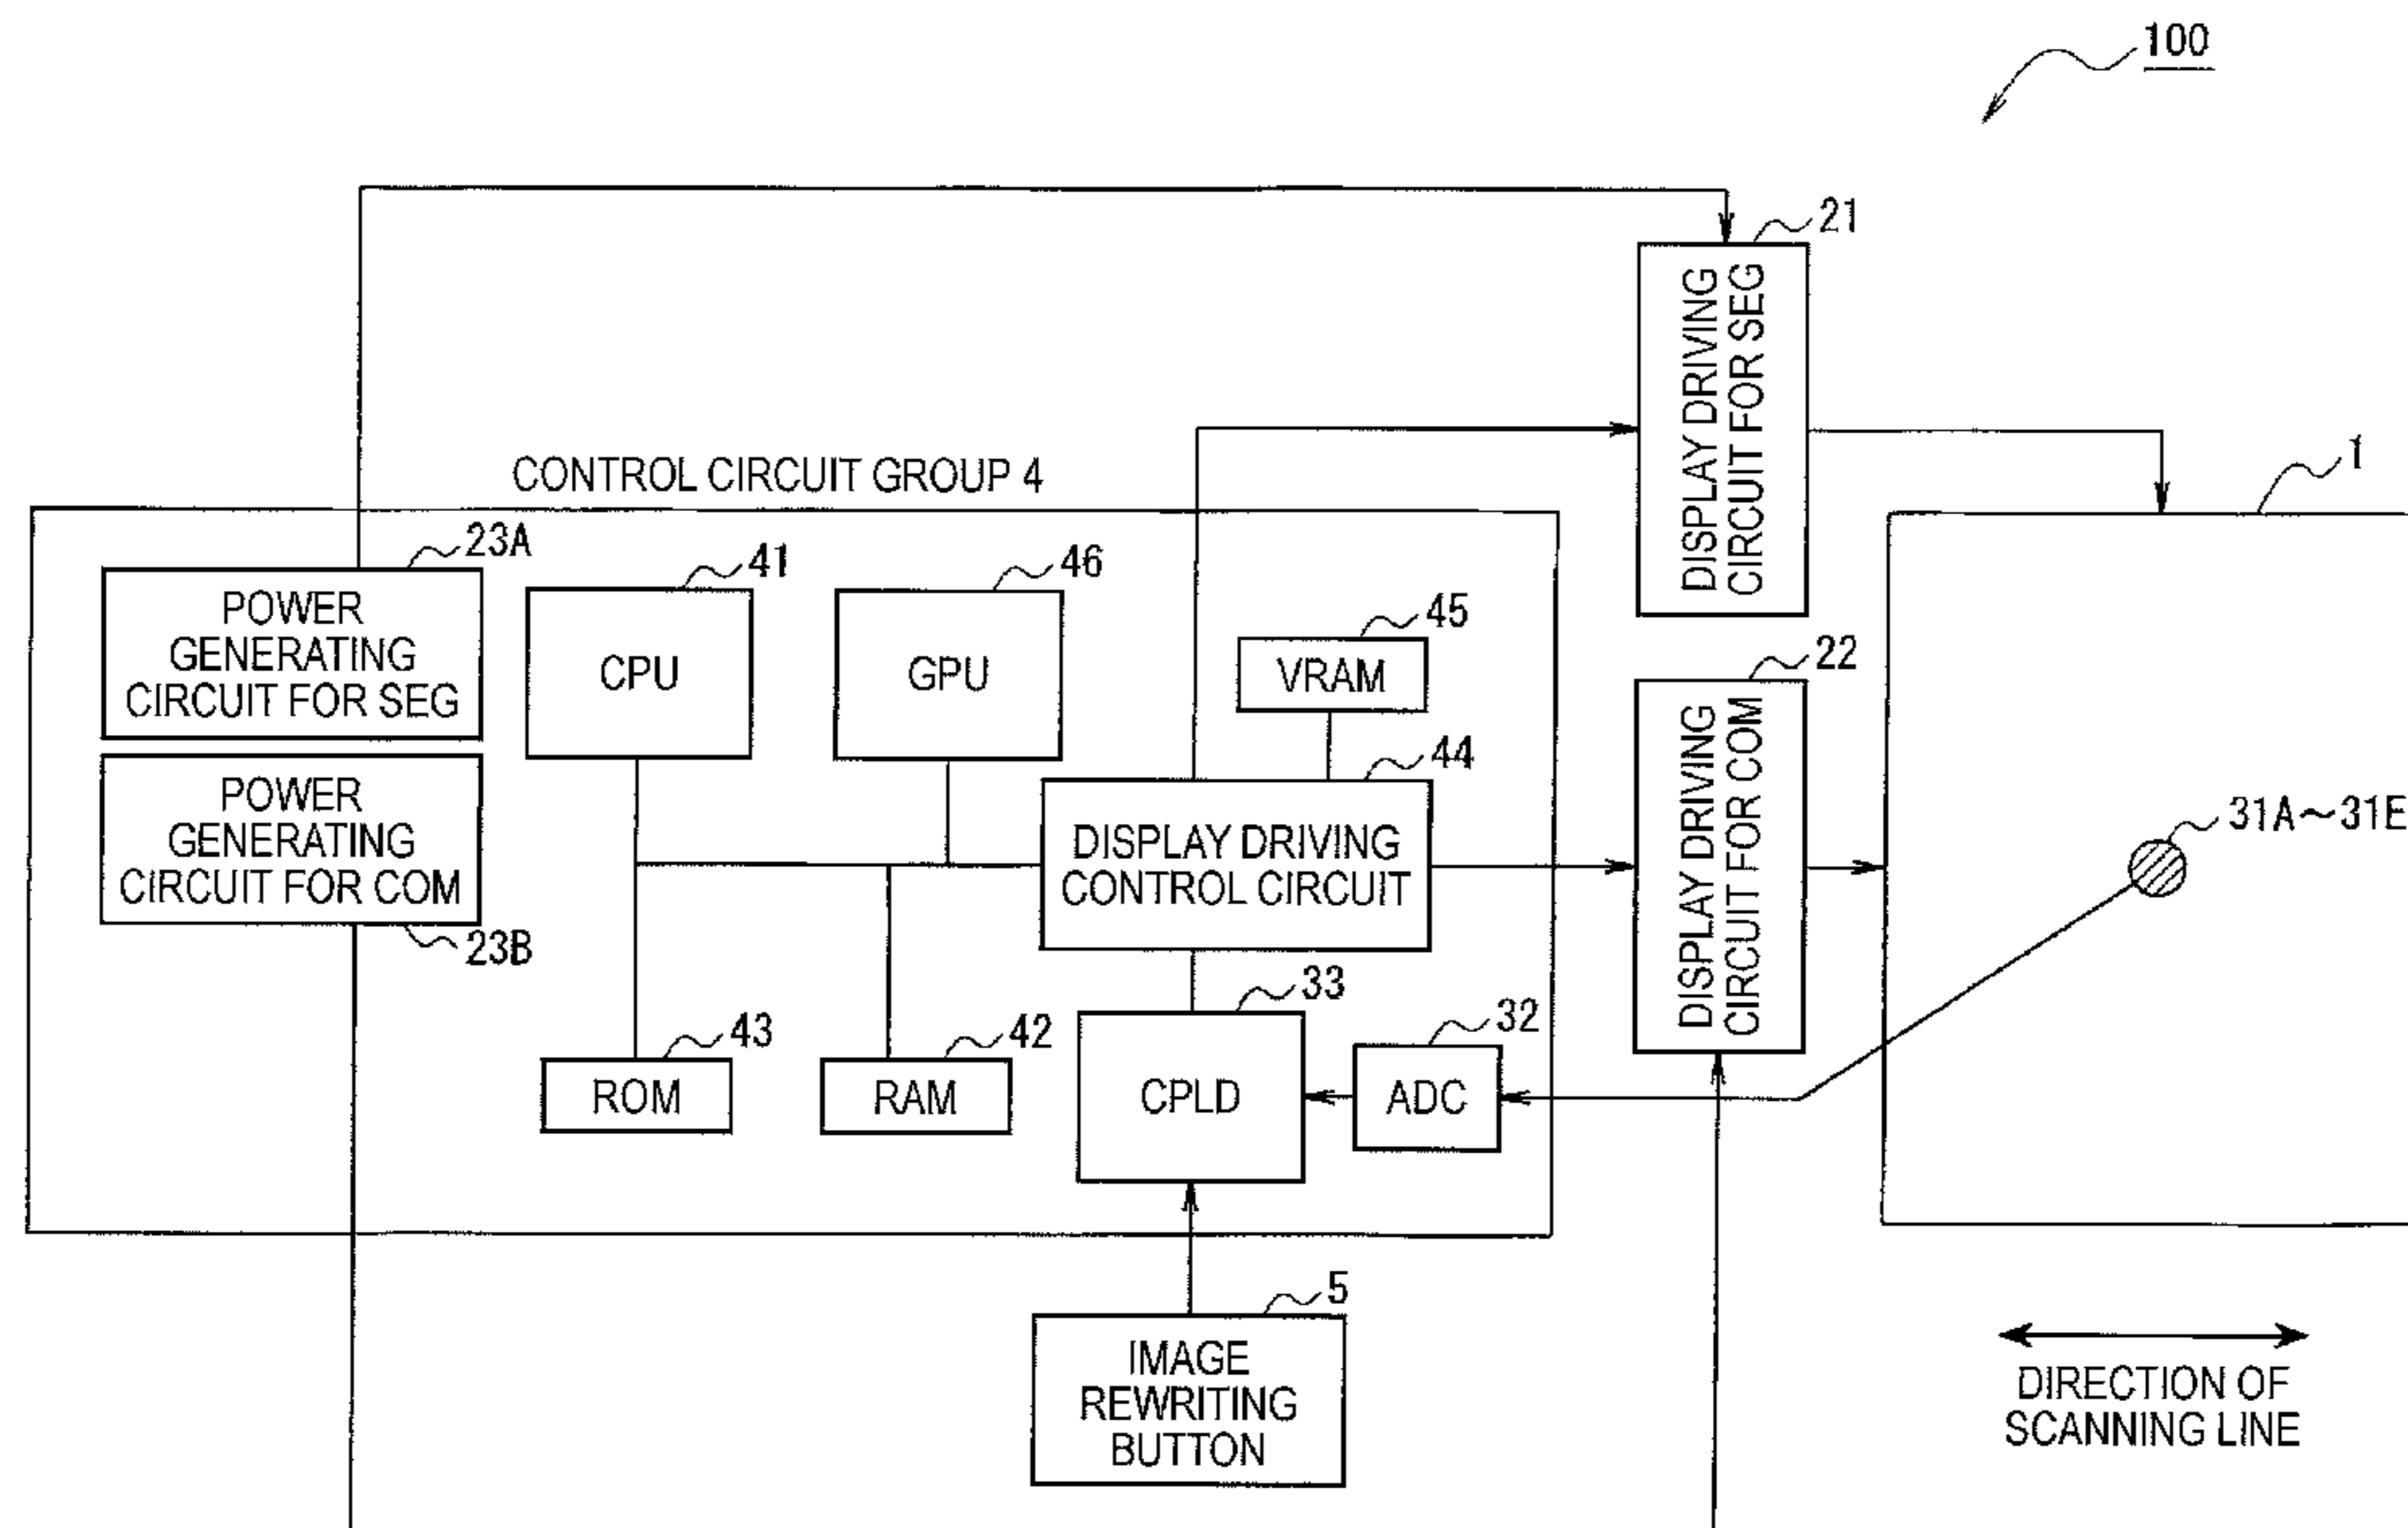 100
21
DISPLAY DRIVING
CIRCUIT FOR SEG
1
CONTROL CIRCUIT GROUP 4
23A
POWER
GENERATING
CIRCUIT FOR SEG
41
CPU
46
GPU
45
VRAM
22
DISPLAY DRIVING
CIRCUIT FOR COM
POWER
GENERATING
CIRCUIT FOR COM
23B
44
DISPLAY DRIVING
CONTROL CIRCUIT
31A～31E
43
ROM
42
RAM
33
CPLD
32
ADC
5
IMAGE
REWRITING
BUTTON
DIRECTION OF
SCANNING LINE